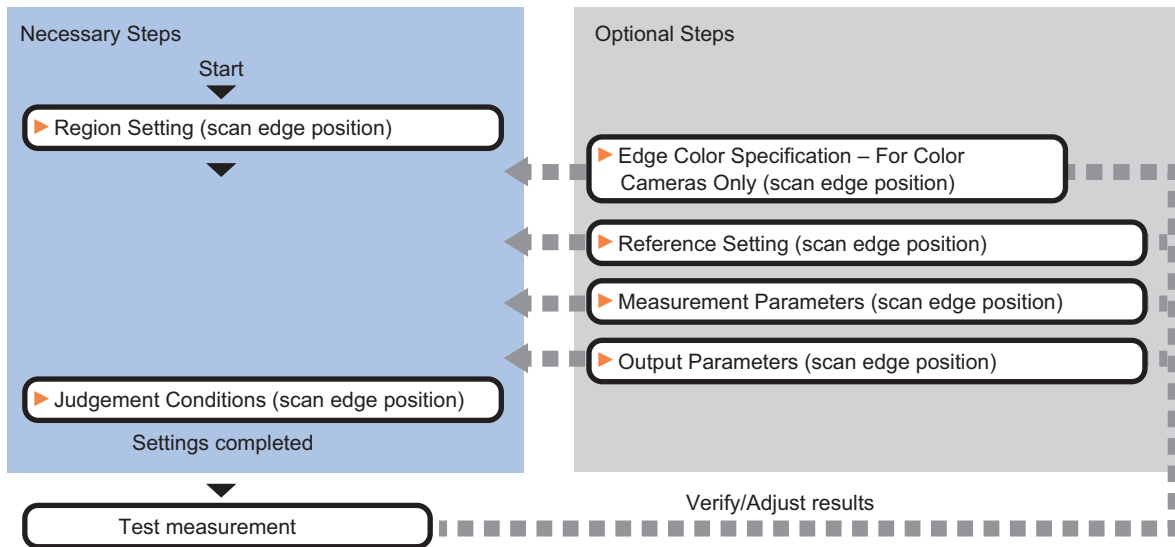 Necessary Steps
Start
Region Setting (scan edge position)
Judgement Conditions (scan edge position)
Settings completed
Test measurement
Optional Steps
Edge Color Specification – For Color
Cameras Only (scan edge position)
Reference Setting (scan edge position)
Measurement Parameters (scan edge position)
Output Parameters (scan edge position)
Verify/Adjust results